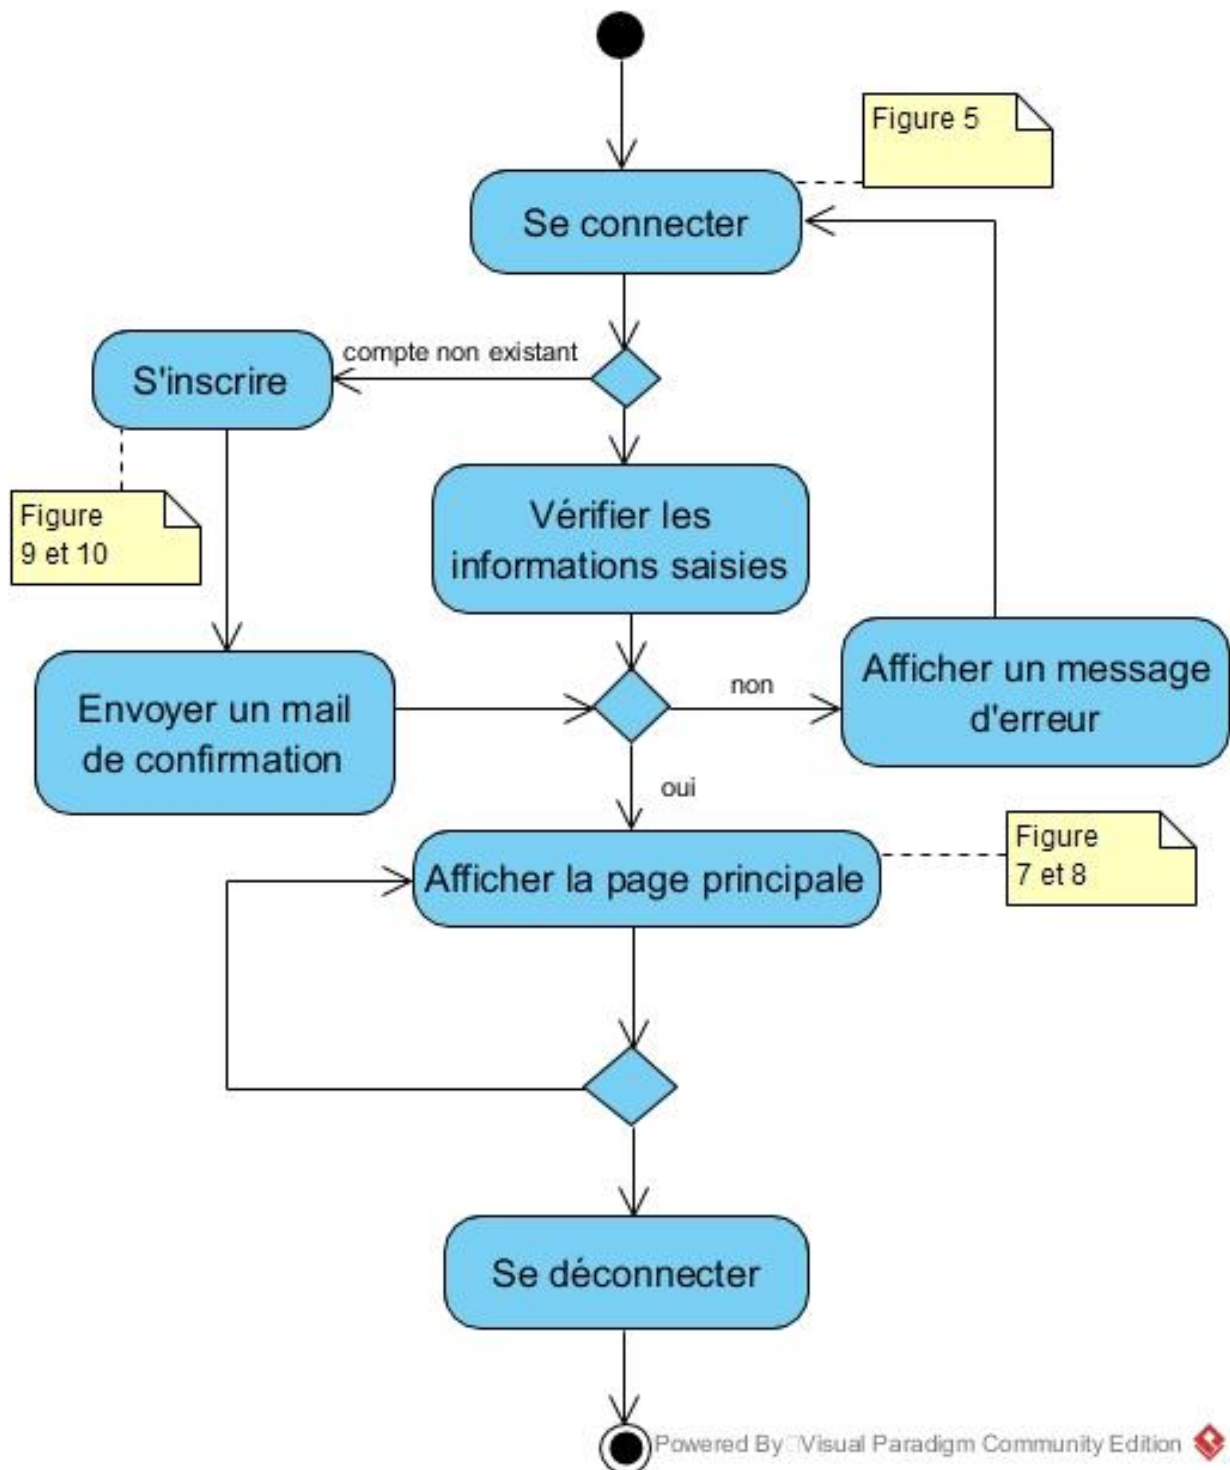 Figure 5
Se connecter
compte non existant
S'inscrire
Vérifier les
informations saisies
Figure
9 et 10
Afficher un message
d'erreur
non
Envoyer un mail
de confirmation
oui
Figure
7 et 8
Afficher la page principale
Se déconnecter
Powered By Visual Paradigm Community Edition